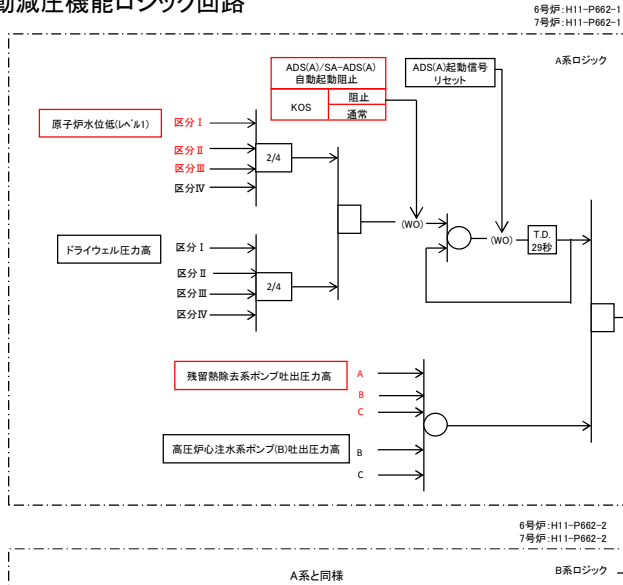 動減圧機能ロジック回路
6号炉:H11-P662-1
7号炉:H11-P662-1
A系ロジック
ADS(A)/SA-ADS(A)
自動起動阻止
KOS
阻止
通常
ADS(A)起動信号
リセット
原子炉水位低(レベル1)
区分Ⅰ
区分Ⅱ
区分Ⅲ
区分Ⅳ
2/4
(WO)
(WO)
T.D.
29秒
ドライウェル圧力高
区分Ⅰ
区分Ⅱ
区分Ⅲ
区分Ⅳ
2/4
残留熱除去系ポンプ吐出圧力高
A
B
C
高圧炉心注水系ポンプ(B)吐出圧力高
B
C
6号炉:H11-P662-2
7号炉:H11-P662-2
A系と同様
B系ロジック